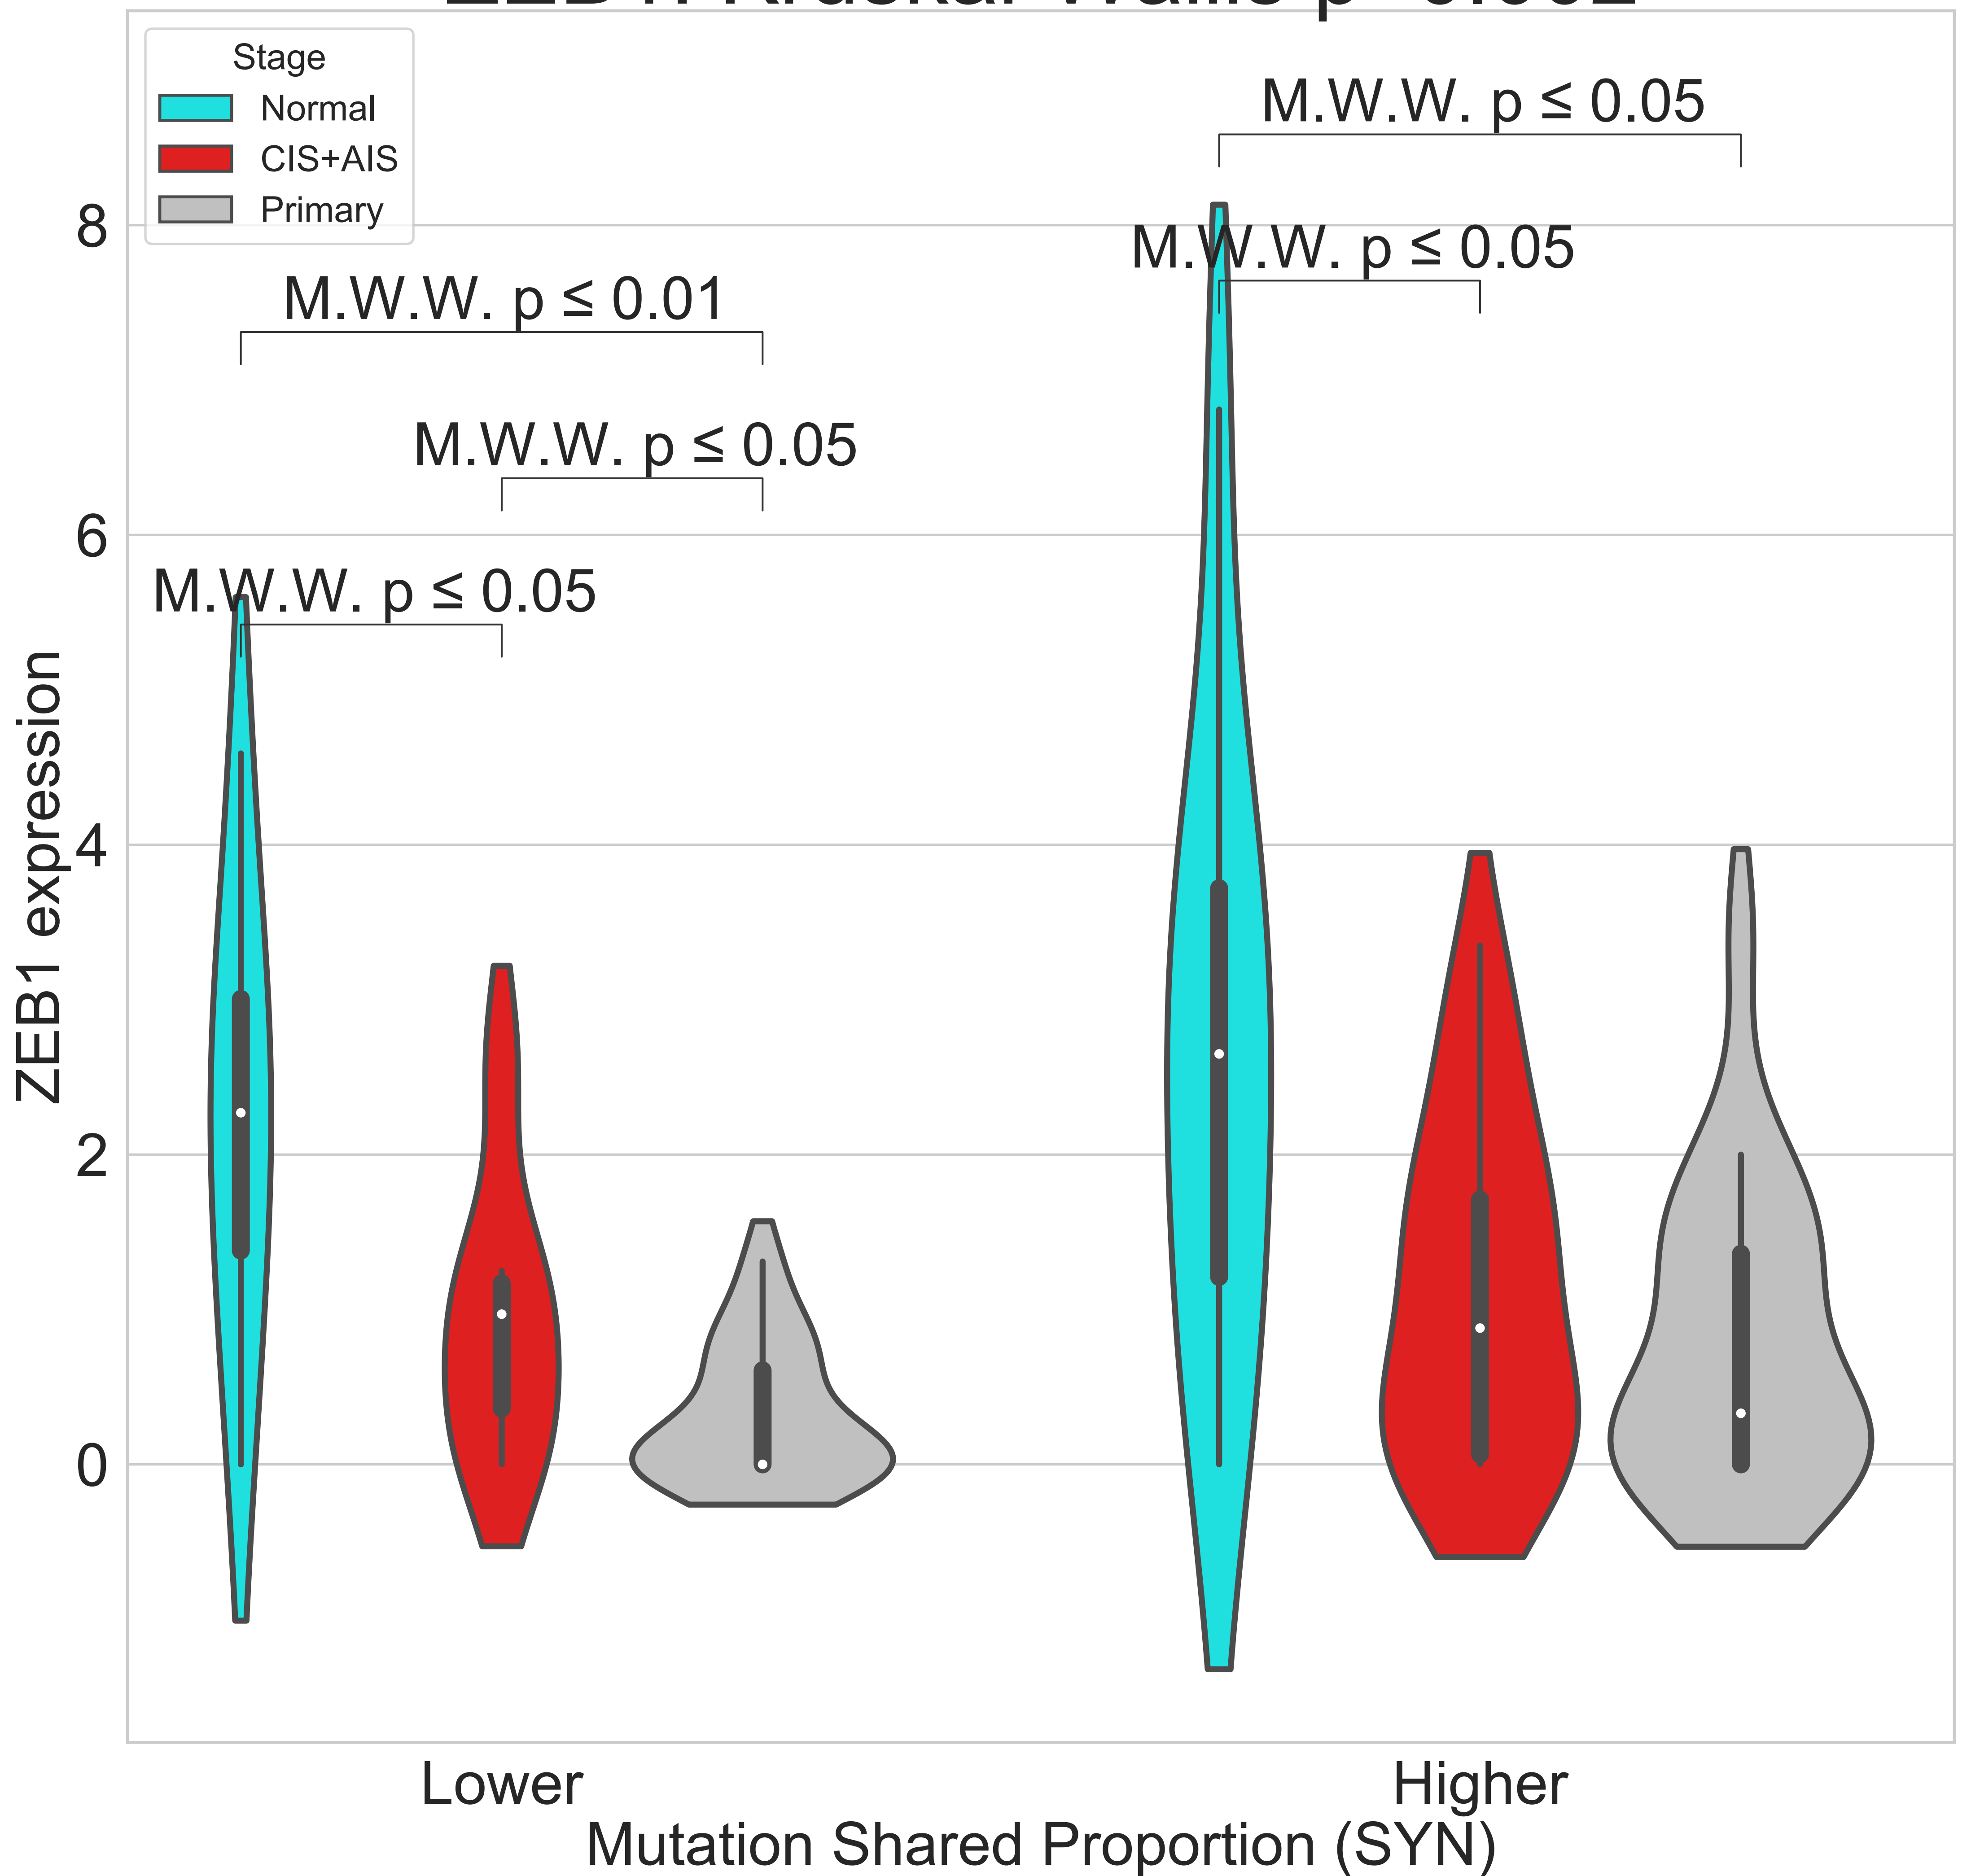 Stage
Normal
CIS+AIS
Primary
M.W.W. p ≤ 0.05
M.W.W. p ≤ 0.05
M.W.W. p ≤ 0.01
M.W.W. p ≤ 0.05
M.W.W. p ≤ 0.05
8
6
4
2
0
ZEB1 expression
Lower
Higher
Mutation Shared Proportion (SYN)